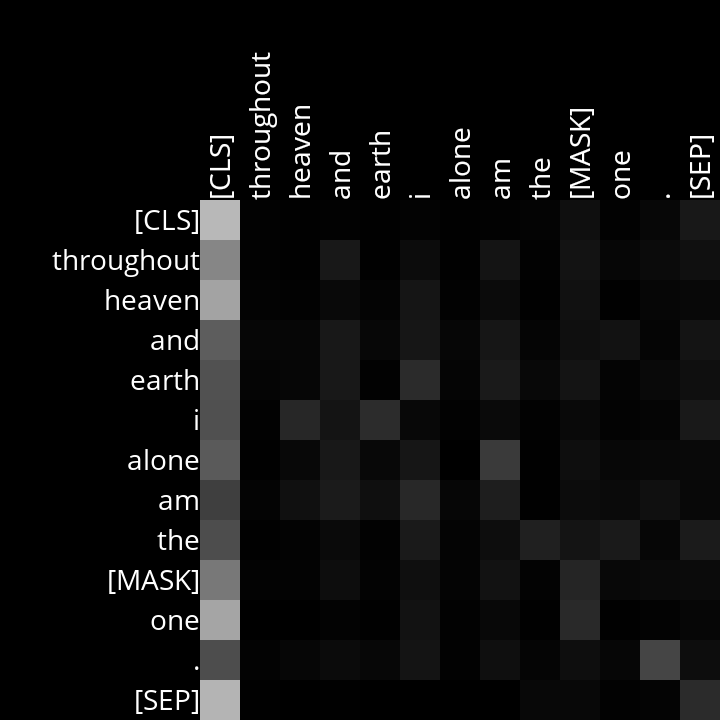 [CLS] throughout heaven and earth i alone am the [MASK] one . [SEP]
[CLS]
throughout
heaven
and
earth
i
alone
am
the
[MASK]
one
.
[SEP]